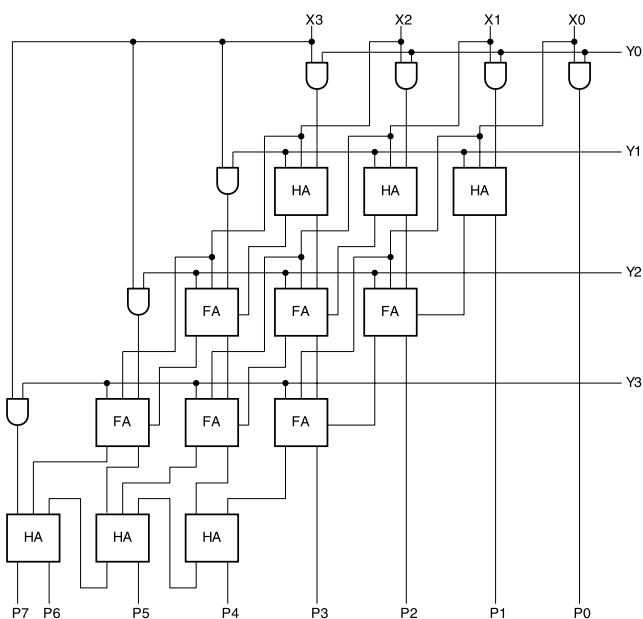 X3 X2 X1 X0
Y0
Y1
HA HA HA
Y2
FA FA FA
Y3
FA FA FA
HA HA HA
P7 P6 P5 P4 P3 P2 P1 P0